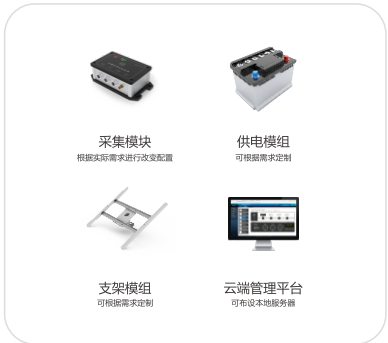 采集模块
根据实际需求进行改变配置
供电模组
可根据需求定制
支架模组
可根据需求定制
云端管理平台
可布设本地服务器